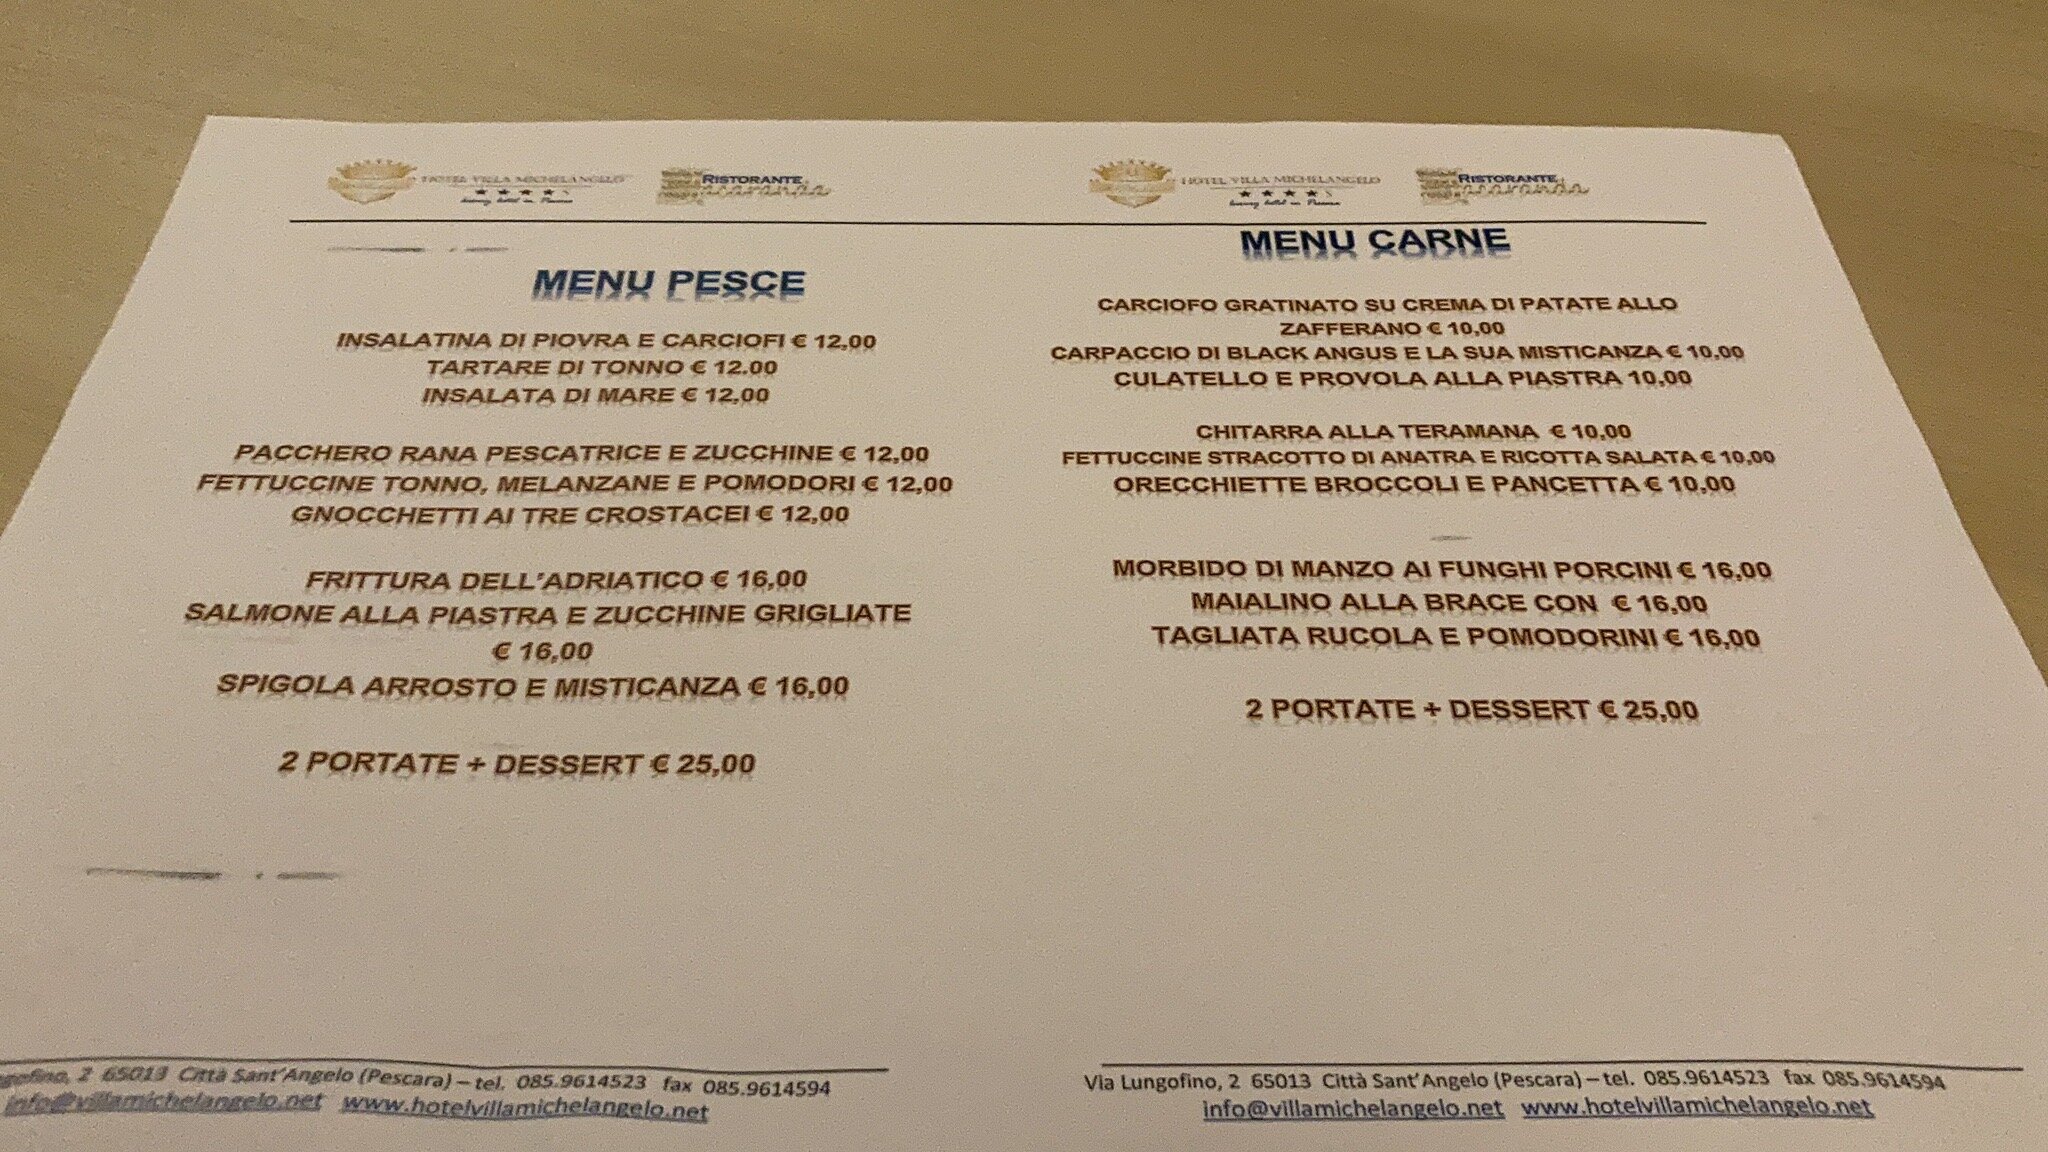 HOTEL VILLA MICHELANGELO
RISTORANTE
MENU PESCE
INSALATINA DI PIOVRA E CARCIOFI € 12,00
TARTARE DI TONNO € 12.00
INSALATA DI MARE € 12,00
PACCHERO RANA PESCATRICE E ZUCCHINE € 12,00
FETTUCCINE TONNO, MELANZANE E POMODORI € 12,00
GNOCCHETTI AI TRE CROSTACEI € 12,00
FRITTURA DELL'ADRIATICO € 16,00
SALMONE ALLA PIASTRA E ZUCCHINE GRIGLIATE
€ 16,00
SPIGOLA ARROSTO E MISTICANZA € 16,00
2 PORTATE + DESSERT € 25,00
2 65013 Città Sant'Angelo (Pescara) – tel. 085.9614523 fax 085.9614594
info@villamichelangelo.net www.hotelvillamichelangelo.net
HOTEL VILLA MICHELANGELO
RISTORANTE
MENU CARNE
CARCIOFO GRATINATO SU CREMA DI PATATE ALLO
ZAFFERANO € 10,00
CARPACCIO DI BLACK ANGUS E LA SUA MISTICANZA € 10,00
CULATELLO E PROVOLA ALLA PIASTRA 10,00
CHITARRA ALLA TERAMANA € 10,00
FETTUCCINE STRACOTTO DI ANATRA E RICOTTA SALATA € 10,00
ORECCHIETTE BROCCOLI E PANCETTA € 10,00
MORBIDO DI MANZO AI FUNGHI PORCINI € 16,00
MAIALINO ALLA BRACE CON € 16,00
TAGLIATA RUCOLA E POMODORINI € 16,00
2 PORTATE + DESSERT € 25,00
Via Lungofino, 2 65013 Città Sant'Angelo (Pescara) – tel. 085.9614523 fax 085.9614594
info@villamichelangelo.net www.hotelvillamichelangelo.net